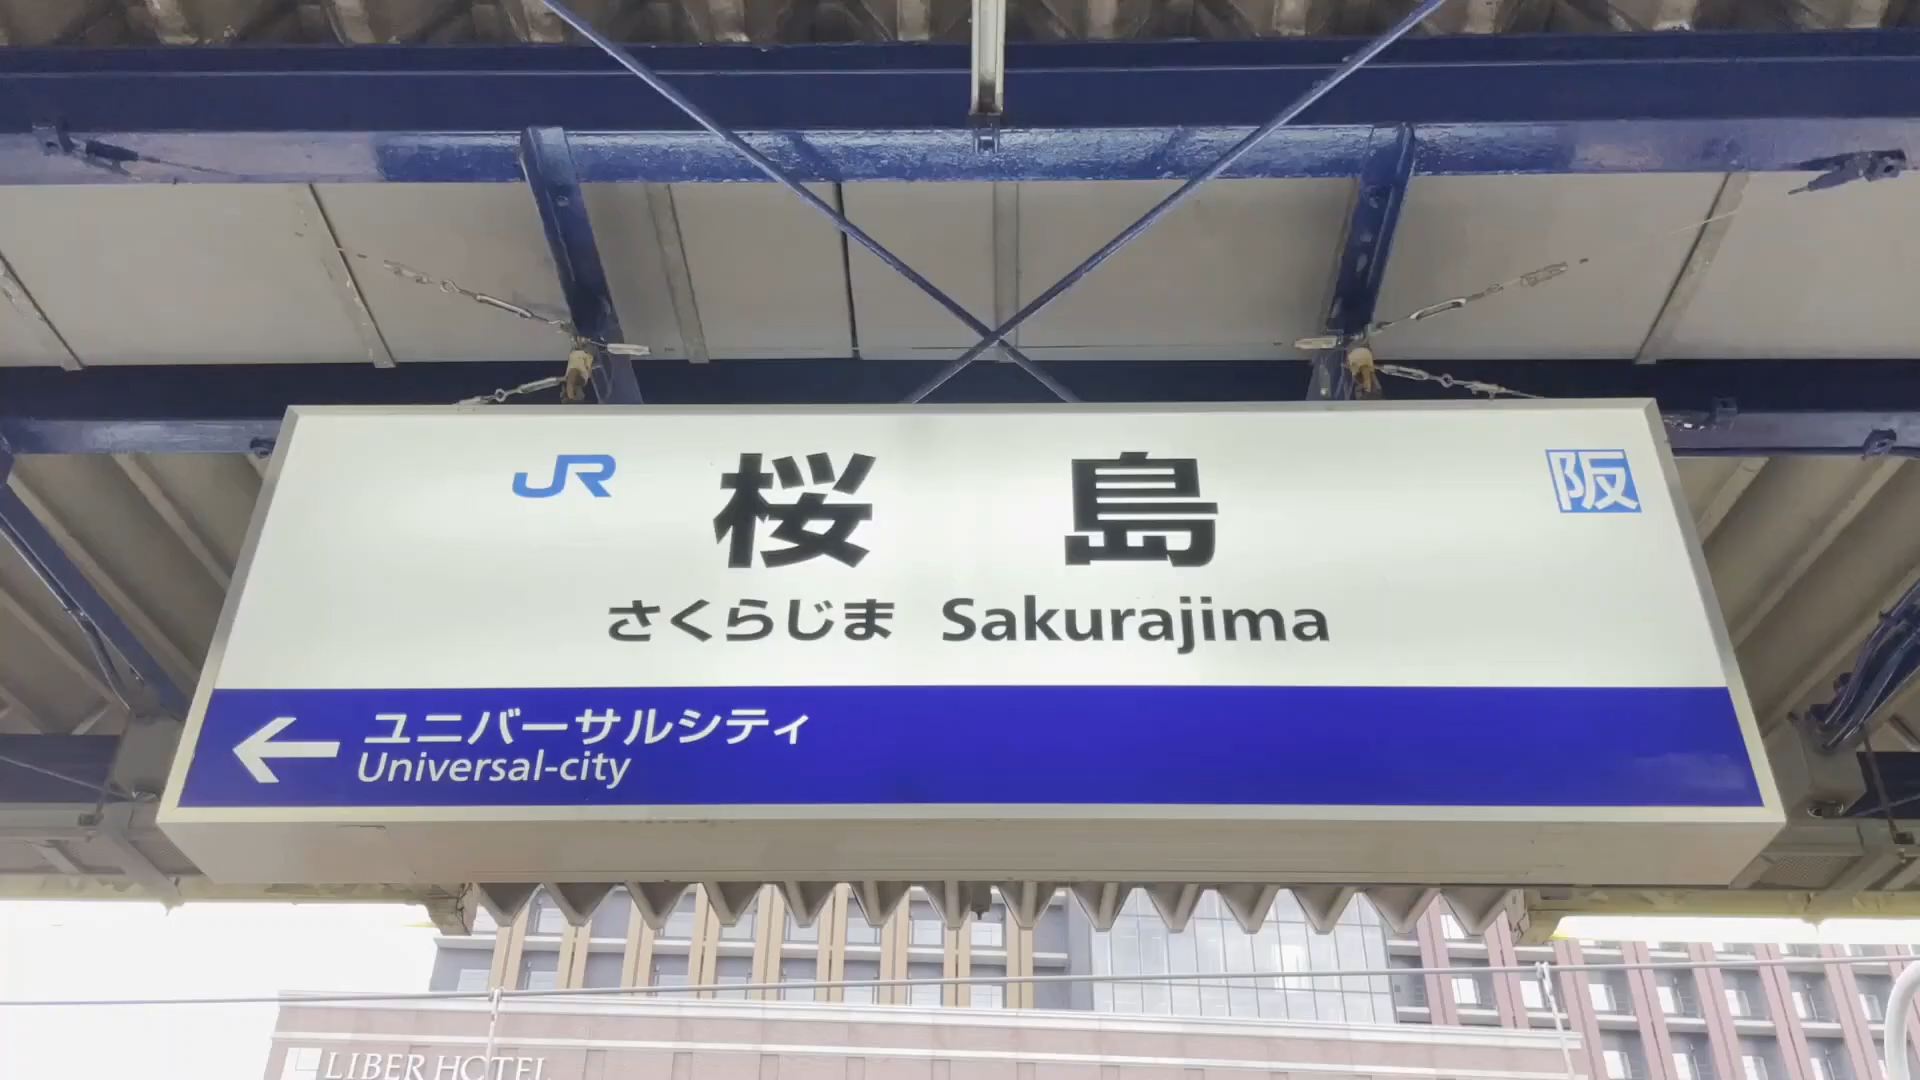 JR 桜島 阪
さくらじま Sakurajima
← ユニバーサルシティ
Universal-city
LIBER HOTEL